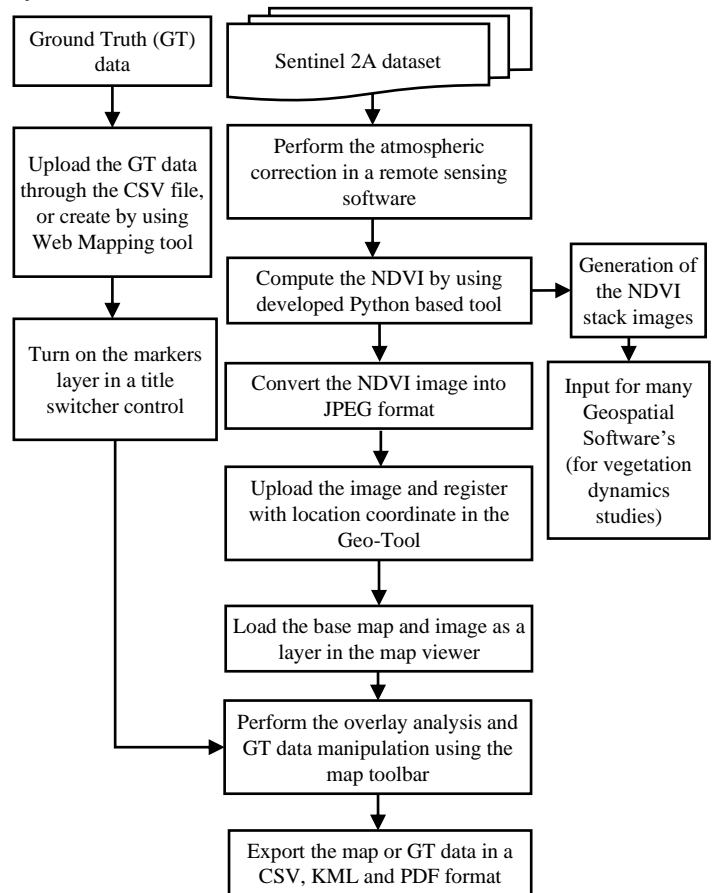 Ground Truth (GT)
data
Sentinel 2A dataset
Upload the GT data
through the CSV file,
or create by using
Web Mapping tool
Perform the atmospheric
correction in a remote sensing
software
Compute the NDVI by using
developed Python based tool
Generation of
the NDVI
stack images
Turn on the markers
layer in a title
switcher control
Convert the NDVI image into
JPEG format
Input for many
Geospatial
Software's
(for vegetation
dynamics
studies)
Upload the image and register
with location coordinate in the
Geo-Tool
Load the base map and image as a
layer in the map viewer
Perform the overlay analysis and
GT data manipulation using the
map toolbar
Export the map or GT data in a
CSV, KML and PDF format